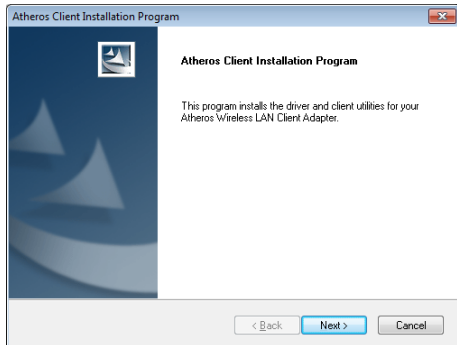 Atheros Client Installation Program
Atheros Client Installation Program
This program installs the driver and client utilities for your
Atheros Wireless LAN Client Adapter.
< Back
Next >
Cancel